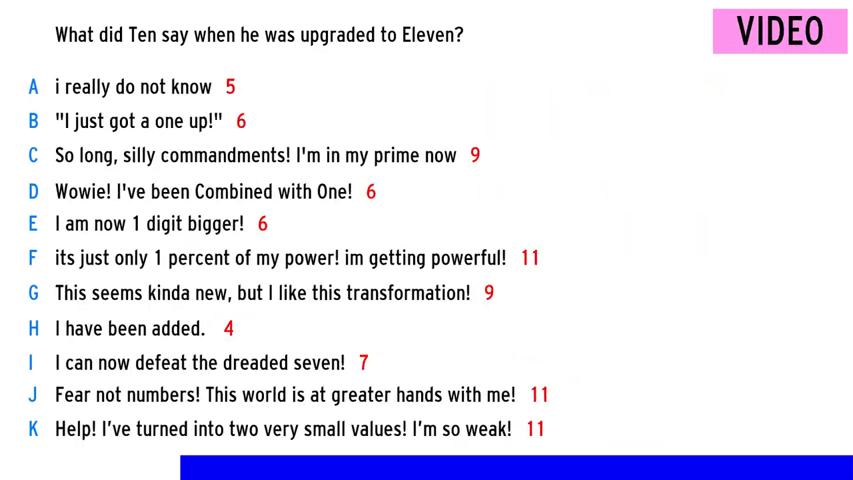 What did Ten say when he was upgraded to Eleven?
VIDEO
A i really do not know 5
B "I just got a one up!" 6
C So long, silly commandments! I'm in my prime now 9
D Wowie! I've been Combined with One! 6
E I am now 1 digit bigger! 6
F its just only 1 percent of my power! im getting powerful! 11
G This seems kinda new, but I like this transformation! 9
H I have been added. 4
I I can now defeat the dreaded seven! 7
J Fear not numbers! This world is at greater hands with me! 11
K Help! I’ve turned into two very small values! I’m so weak! 11